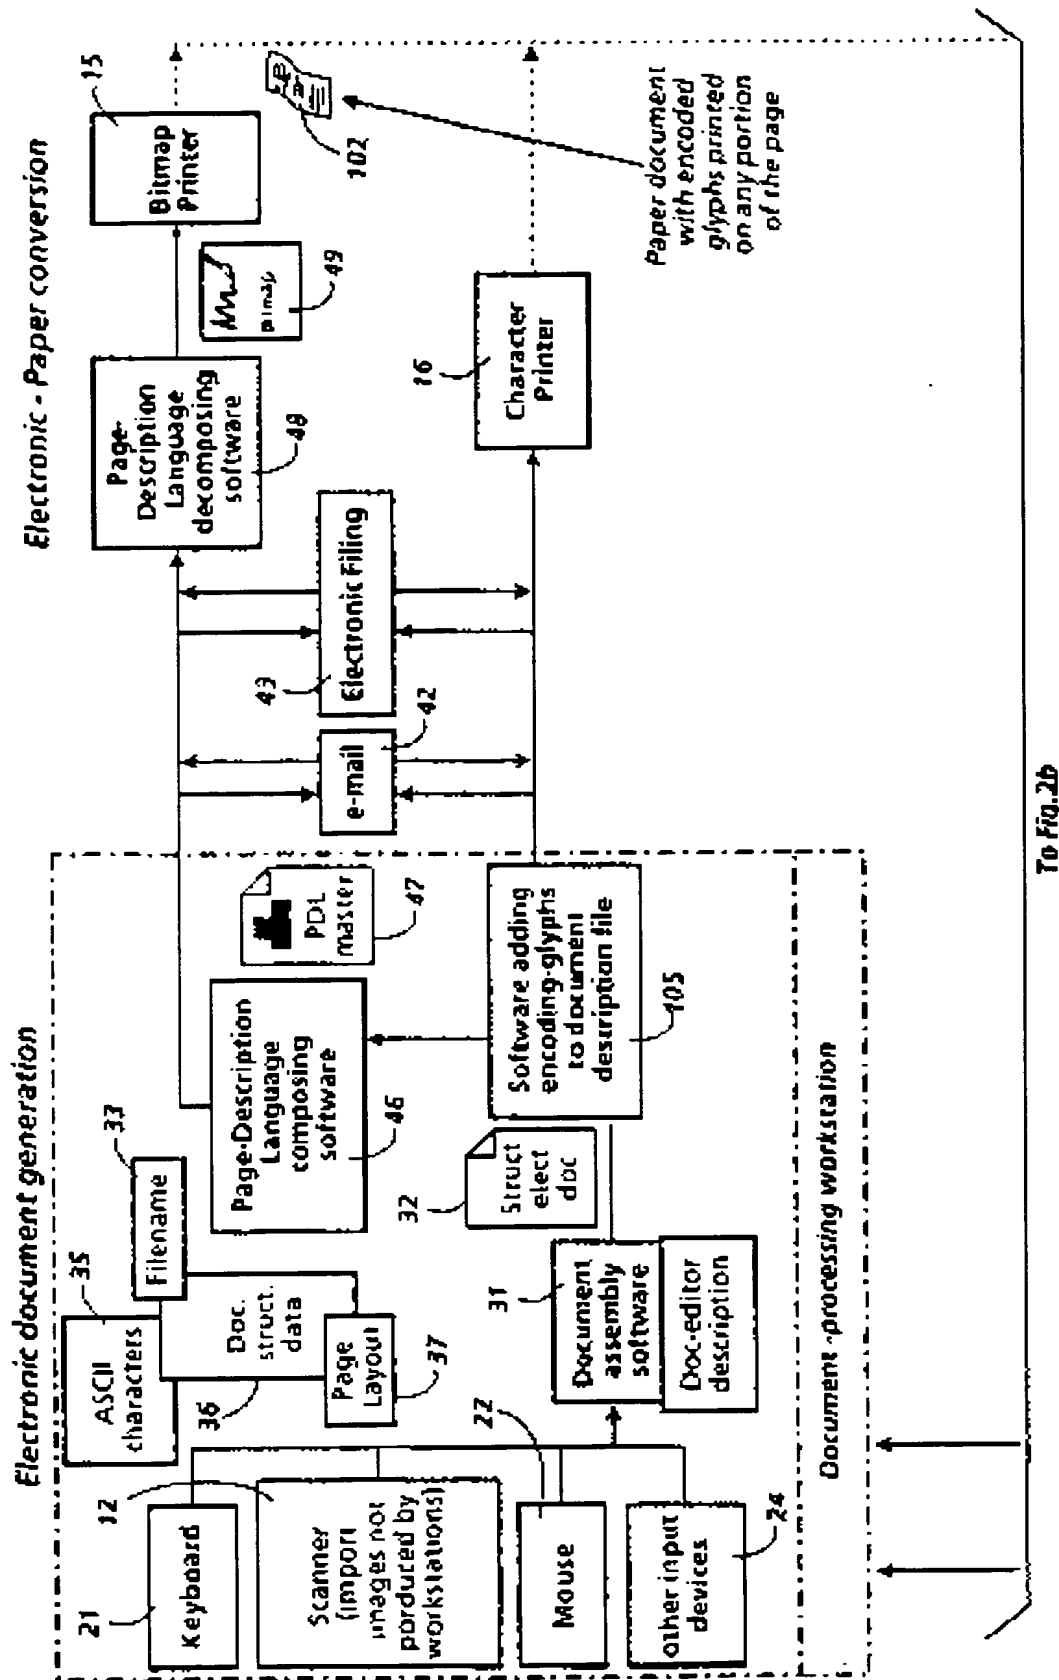 Electronic document generation
Electronic - Paper conversion
21
Keyboard
12
Scanner
(import
images not
porduced by
workstations)
22
Mouse
other input
devices
24
35
ASCII
characters
33
Filename
36
Doc.
struct.
data
Page
Layout
37
31
Document
assembly
software
Doc-editor
description
32
Struct
elect
doc
Page-Description
Language
composing
software
46
PDL
master
47
Software adding
encoding-glyphs
to document
description file
105
Document -processing workstation
e-mail
42
43
Electronic Filing
Page-
Description
Language
decomposing
software
48
49
15
Bitmap
Printer
102
16
Character
Printer
Paper document
with encoded
glyphs printed
on any portion
of the page
To Fig.2b